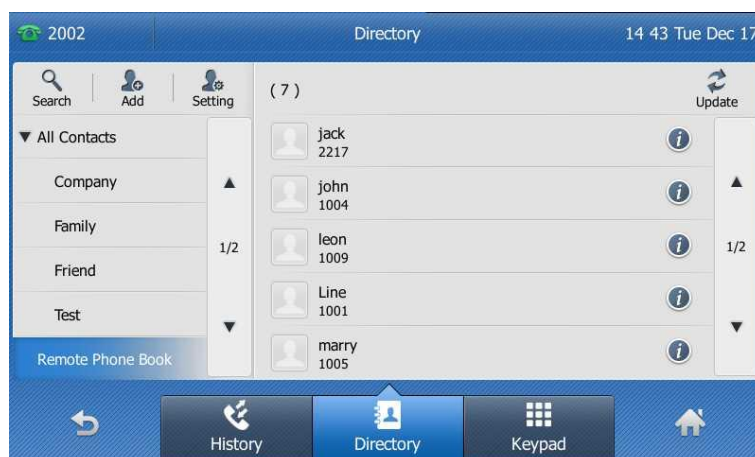 2002 Directory 14 43 Tue Dec 17
Search Add Setting (7) Update
All Contacts
Company
Family
Friend
Test
Remote Phone Book
1/2
jack
2217
john
1004
leon
1009
Line
1001
marry
1005
1/2
History Directory Keypad